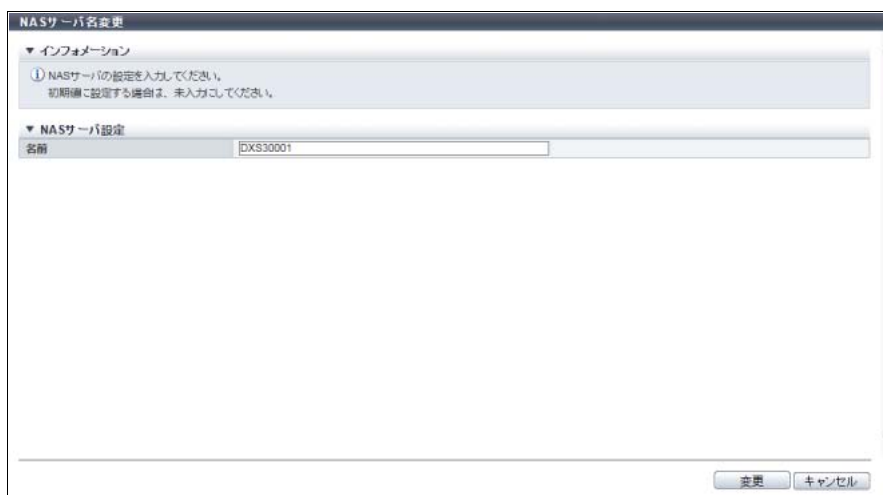 NASサーバ名変更
▼ インフォメーション
NASサーバの設定を入力してください。
初期値に設定する場合は、未入力にしてください。
▼ NASサーバ設定
名前 DXS30001
変更 キャンセル